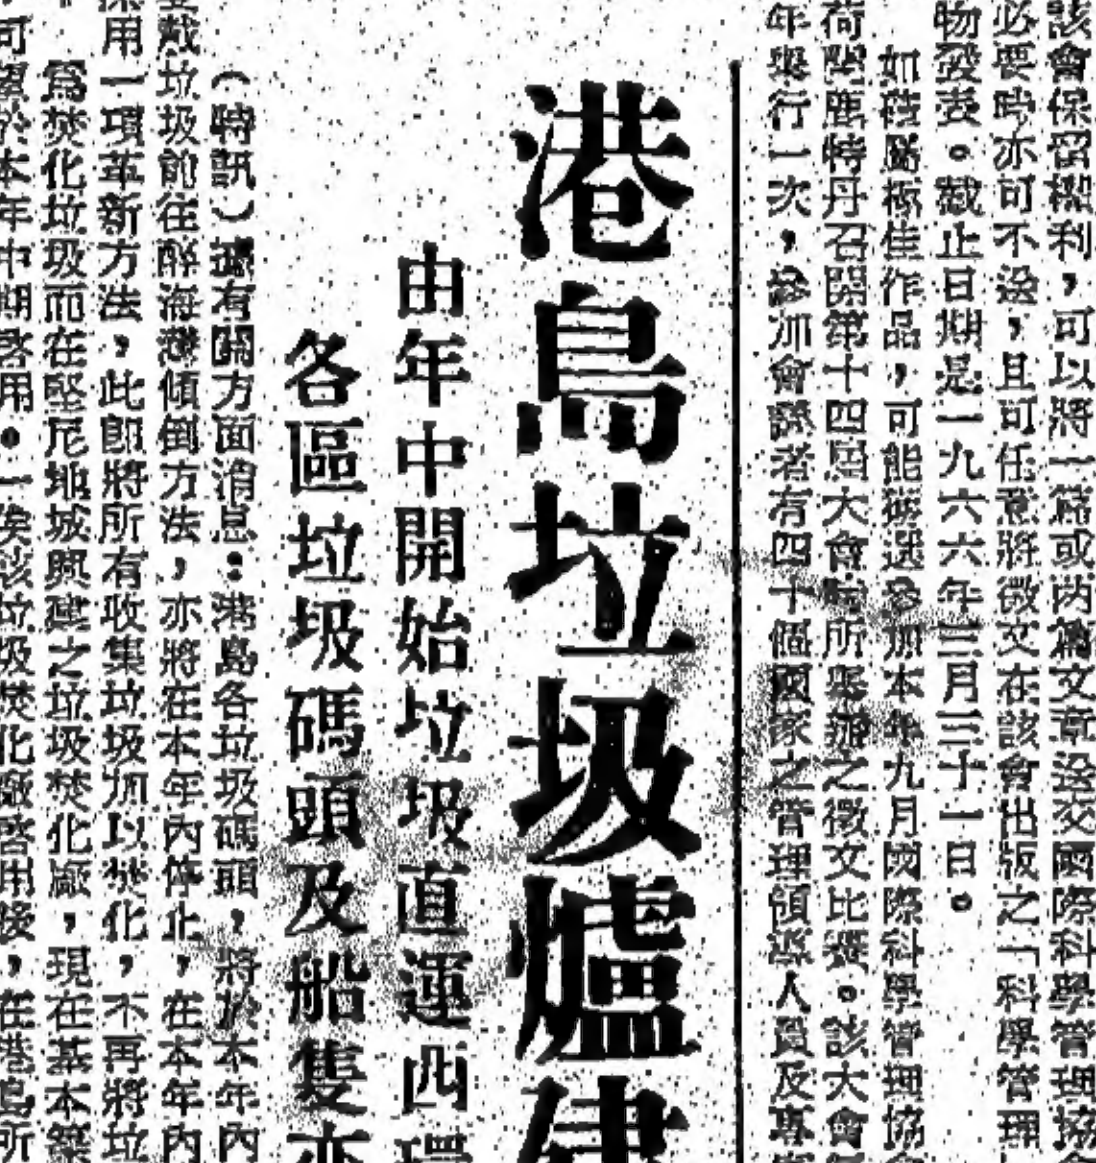 該會保留權利，可以將一篇或兩篇文章送交國際科學管理協
必要時亦可不送，且可任意將徵文在該會出版之「科學管理
物發表。截止日期是一九六六年三月三十一日。
如確屬極佳作品，可能被選參加本年九月國際科學管理協
荷蘭鹿特丹召開第十四屆大會時所舉辦之徵文比選。該大會
年舉行一次，參加會議者有四十個國家之管理領導人員及專
港島垃圾爐建
由年中開始垃圾直運西環
各區垃圾碼頭及船隻亦
（特訊）據有關方面消息：港島各垃圾碼頭，將於本年內
戴垃圾前往醉海灣傾倒方法，亦將在本年內停止，在本年內
用一項革新方法，此即將所有收集垃圾加以焚化，不再將垃
為焚化垃圾而在堅尼地城興建之垃圾焚化廠，現在基本築
可望於本年中期啓用。一俟該垃圾焚化廠啓用後，在港島所